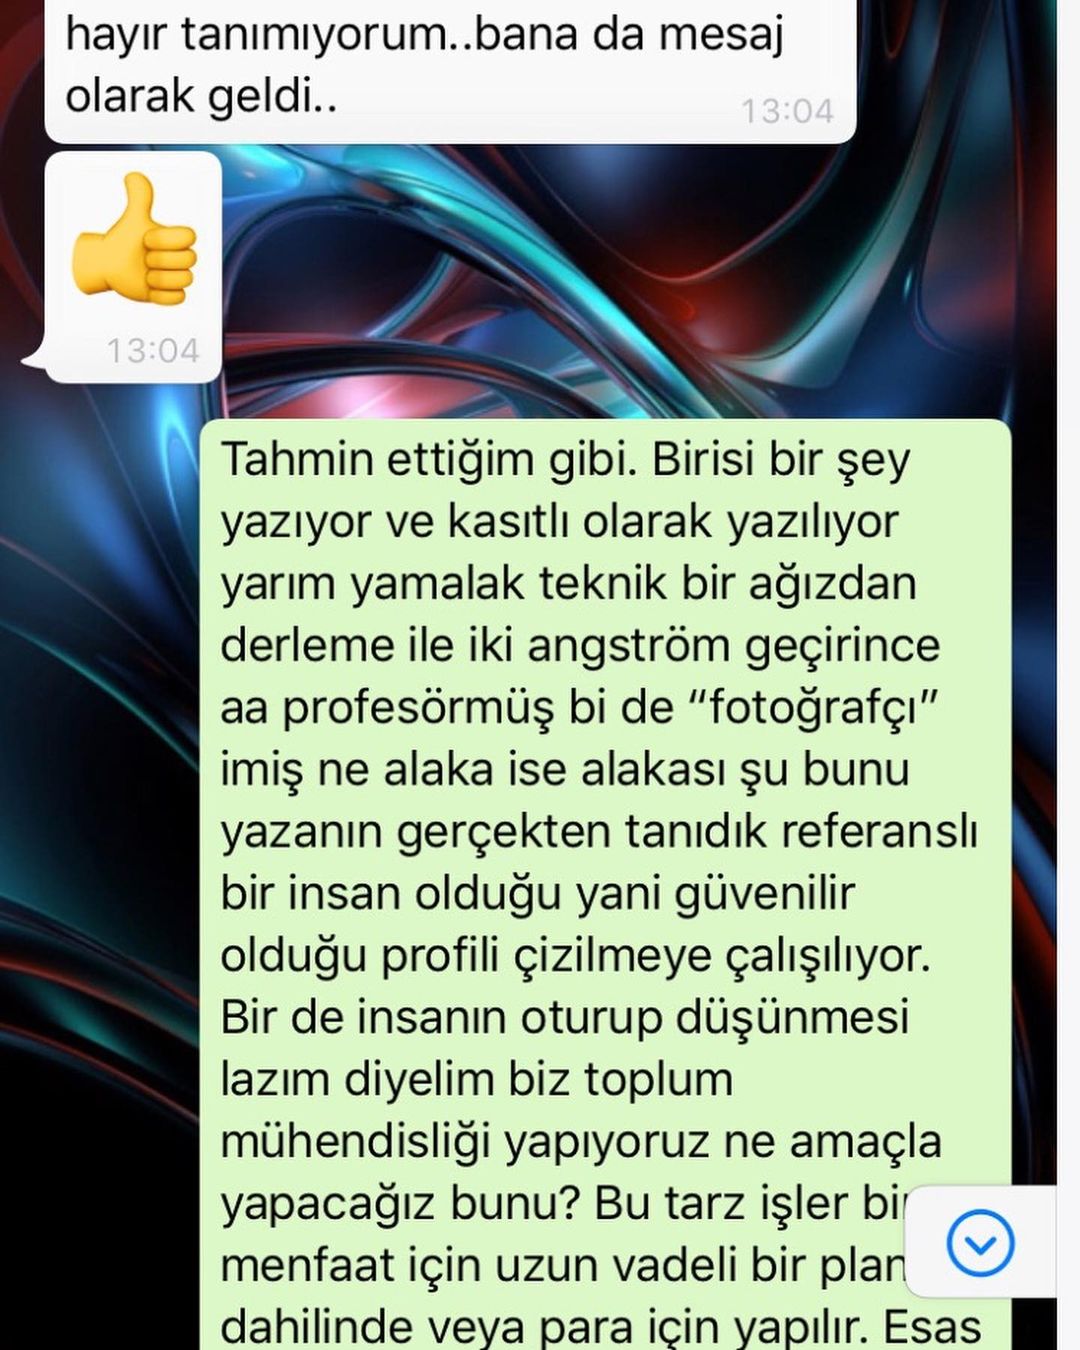 hayır tanımıyorum..bana da mesaj
olarak geldi..
13:04
13:04
Tahmin ettiğim gibi. Birisi bir şey
yazıyor ve kasıtlı olarak yazılıyor
yarım yamalak teknik bir ağızdan
derleme ile iki angström geçirince
aa profesörmüş bi de “fotoğrafçı”
imiş ne alaka ise alakası şu bunu
yazanın gerçekten tanıdık referanslı
bir insan olduğu yani güvenilir
olduğu profili çizilmeye çalışılıyor.
Bir de insanın oturup düşünmesi
lazım diyelim biz toplum
mühendisliği yapıyoruz ne amaçla
yapacağız bunu? Bu tarz işler bir
menfaat için uzun vadeli bir plan
dahilinde veya para için yapılır. Esas